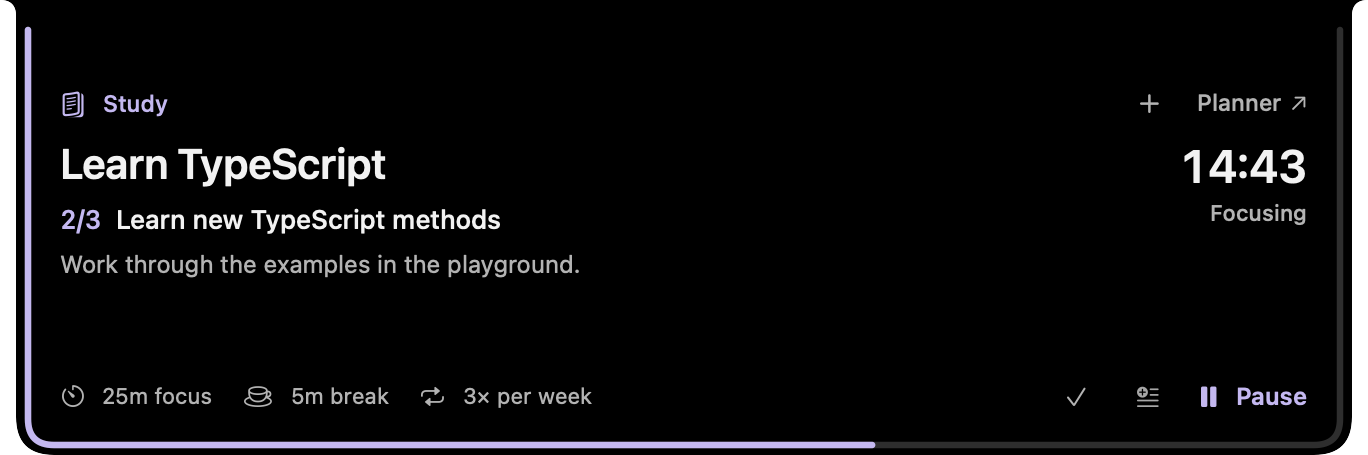 Study
+ Planner ↗
Learn TypeScript
14:43
2/3 Learn new TypeScript methods
Focusing
Work through the examples in the playground.
25m focus
5m break
3× per week
Pause